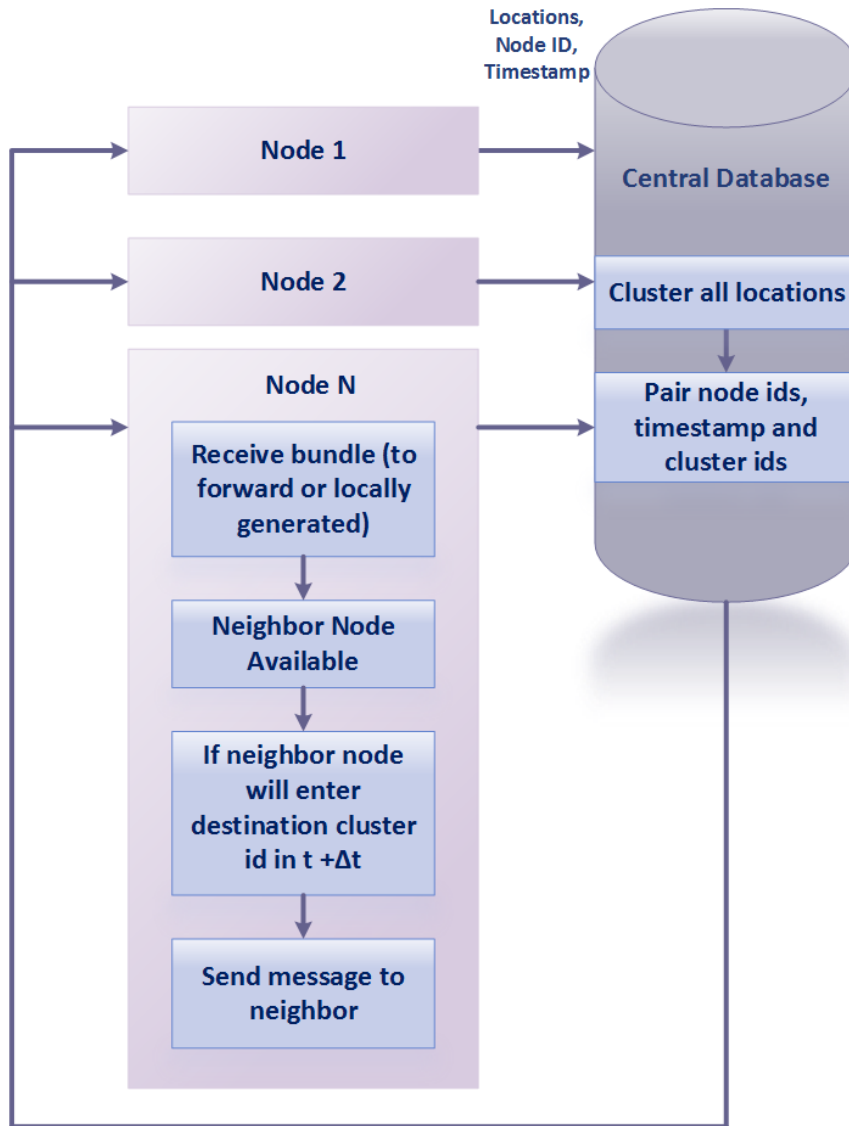 Locations,
Node ID,
Timestamp
Node 1
Central Database
Node 2
Cluster all locations
Node N
Pair node ids,
timestamp and
cluster ids
Receive bundle (to
forward or locally
generated)
Neighbor Node
Available
If neighbor node
will enter
destination cluster
id in t +Δt
Send message to
neighbor